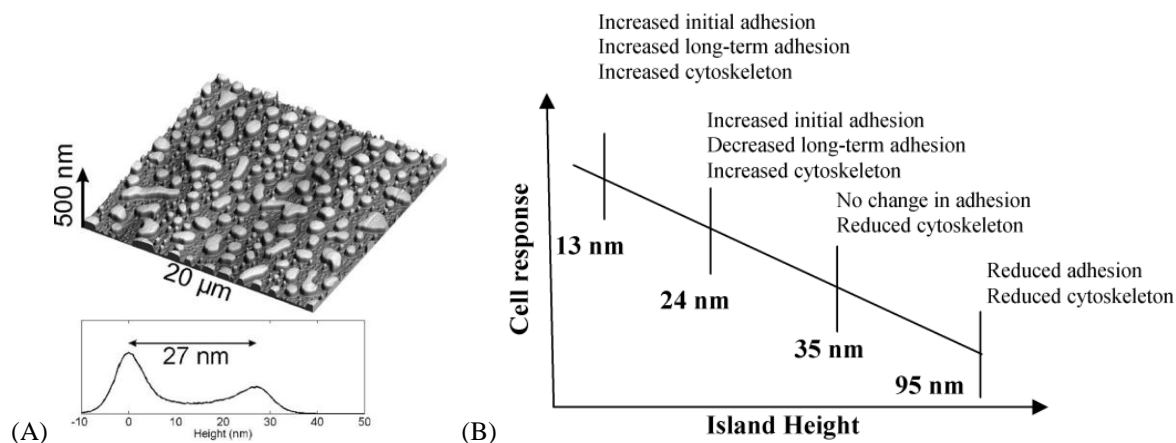 500 nm
20 µm
27 nm
-10 0 10 20 30 40 50
Height (nm)
(A)
Increased initial adhesion
Increased long-term adhesion
Increased cytoskeleton
Increased initial adhesion
Decreased long-term adhesion
Increased cytoskeleton
No change in adhesion
Reduced cytoskeleton
Reduced adhesion
Reduced cytoskeleton
13 nm
24 nm
35 nm
95 nm
Cell response
Island Height
(B)